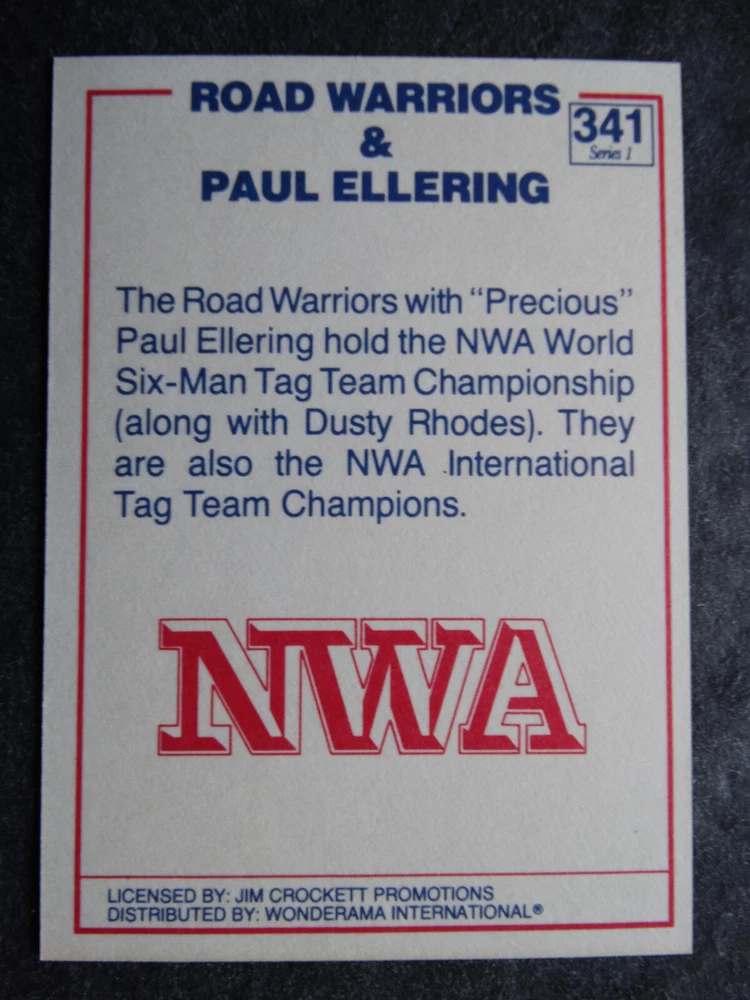 ROAD WARRIORS
&
PAUL ELLERING
341
Series 1
The Road Warriors with “Precious”
Paul Ellering hold the NWA World
Six-Man Tag Team Championship
(along with Dusty Rhodes). They
are also the NWA International
Tag Team Champions.
NWA
LICENSED BY: JIM CROCKETT PROMOTIONS
DISTRIBUTED BY: WONDERAMA INTERNATIONAL®